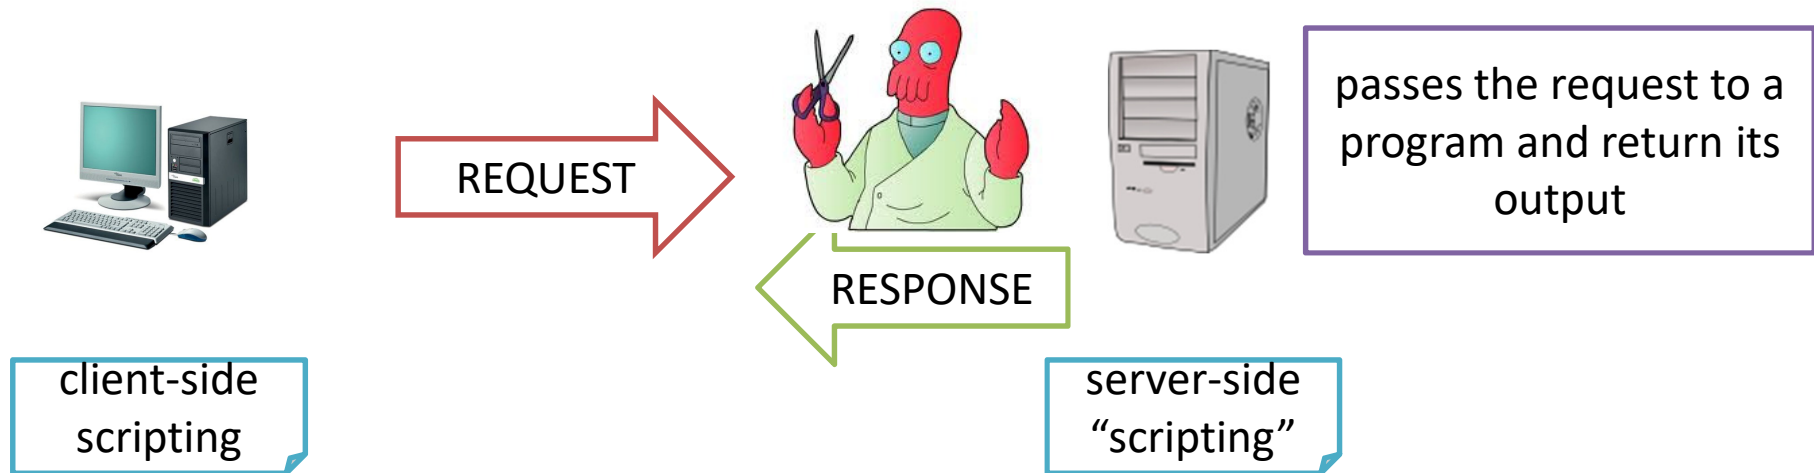 REQUEST
passes the request to a
program and return its
output
RESPONSE
client-side
scripting
server-side
“scripting”